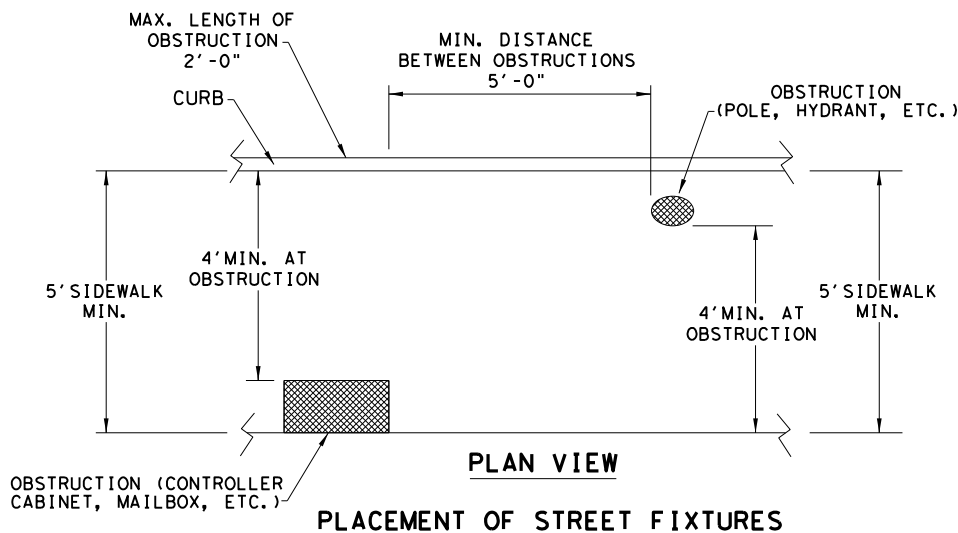 MAX. LENGTH OF
OBSTRUCTION
2'-0"
MIN. DISTANCE
BETWEEN OBSTRUCTIONS
5'-0"
CURB
OBSTRUCTION
(POLE, HYDRANT, ETC.)
4'MIN. AT
OBSTRUCTION
5'SIDEWALK
MIN.
4'MIN. AT
OBSTRUCTION
5'SIDEWALK
MIN.
OBSTRUCTION (CONTROLLER
CABINET, MAILBOX, ETC.)
PLAN VIEW
PLACEMENT OF STREET FIXTURES